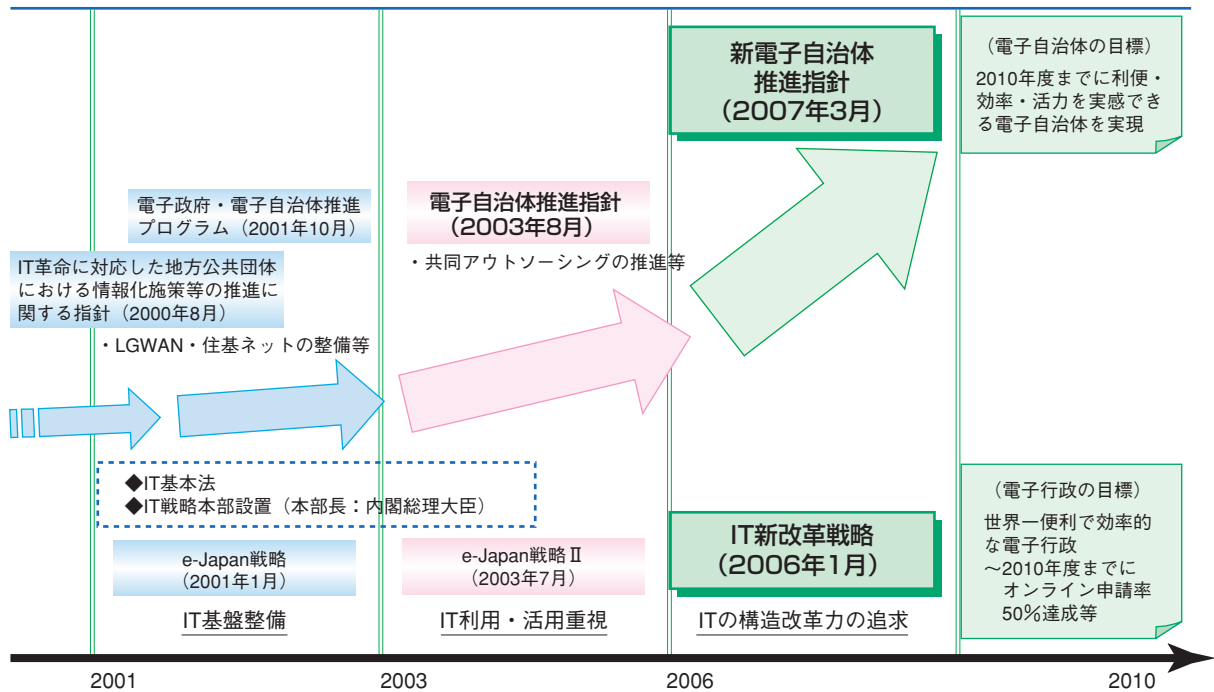 新電子自治体
推進指針
(2007年3月)
(電子自治体の目標)
2010年度までに利便・
効率・活力を実感でき
る電子自治体を実現
電子政府・電子自治体推進
プログラム(2001年10月)
電子自治体推進指針
(2003年8月)
・共同アウトソーシングの推進等
IT革命に対応した地方公共団体
における情報化施策等の推進に
関する指針(2000年8月)
・LGWAN・住基ネットの整備等
◆IT基本法
◆IT戦略本部設置(本部長:内閣総理大臣)
e-Japan戦略
(2001年1月)
IT基盤整備
e-Japan戦略Ⅱ
(2003年7月)
IT利用・活用重視
IT新改革戦略
(2006年1月)
ITの構造改革力の追求
(電子行政の目標)
世界一便利で効率的
な電子行政
～2010年度までに
オンライン申請率
50%達成等
2001
2003
2006
2010